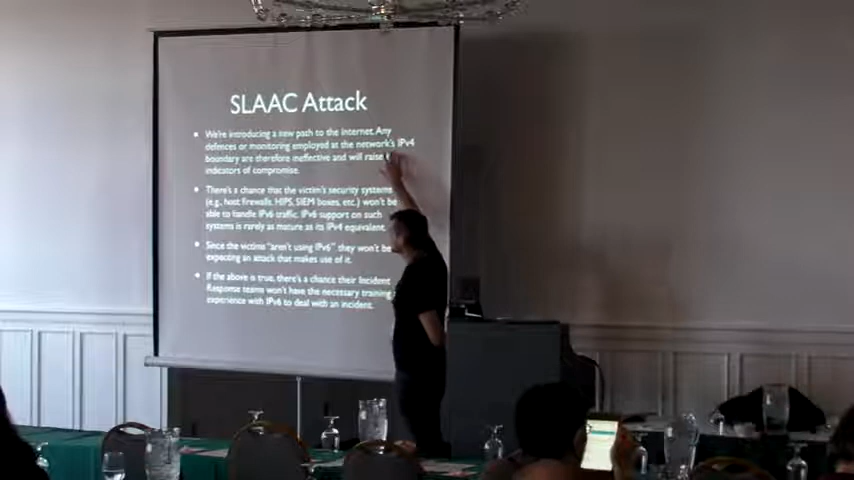 SLAAC Attack
• We're introducing a new path to the internet. Any
defences or monitoring employed at the network's IPv4
boundary are therefore ineffective and will raise
indicators of compromise.
• There's a chance that the victim's security systems
(e.g., host firewalls, HIPS, SIEM boxes, etc.) won't be
able to handle IPv6 traffic. IPv6 support on such
systems is rarely as mature as its IPv4 equivalent.
• Since the victims "aren't using IPv6" they won't be
expecting an attack that makes use of it.
• If the above is true, there's a chance their Incident
Response teams won't have the necessary training,
experience with IPv6 to deal with an incident.